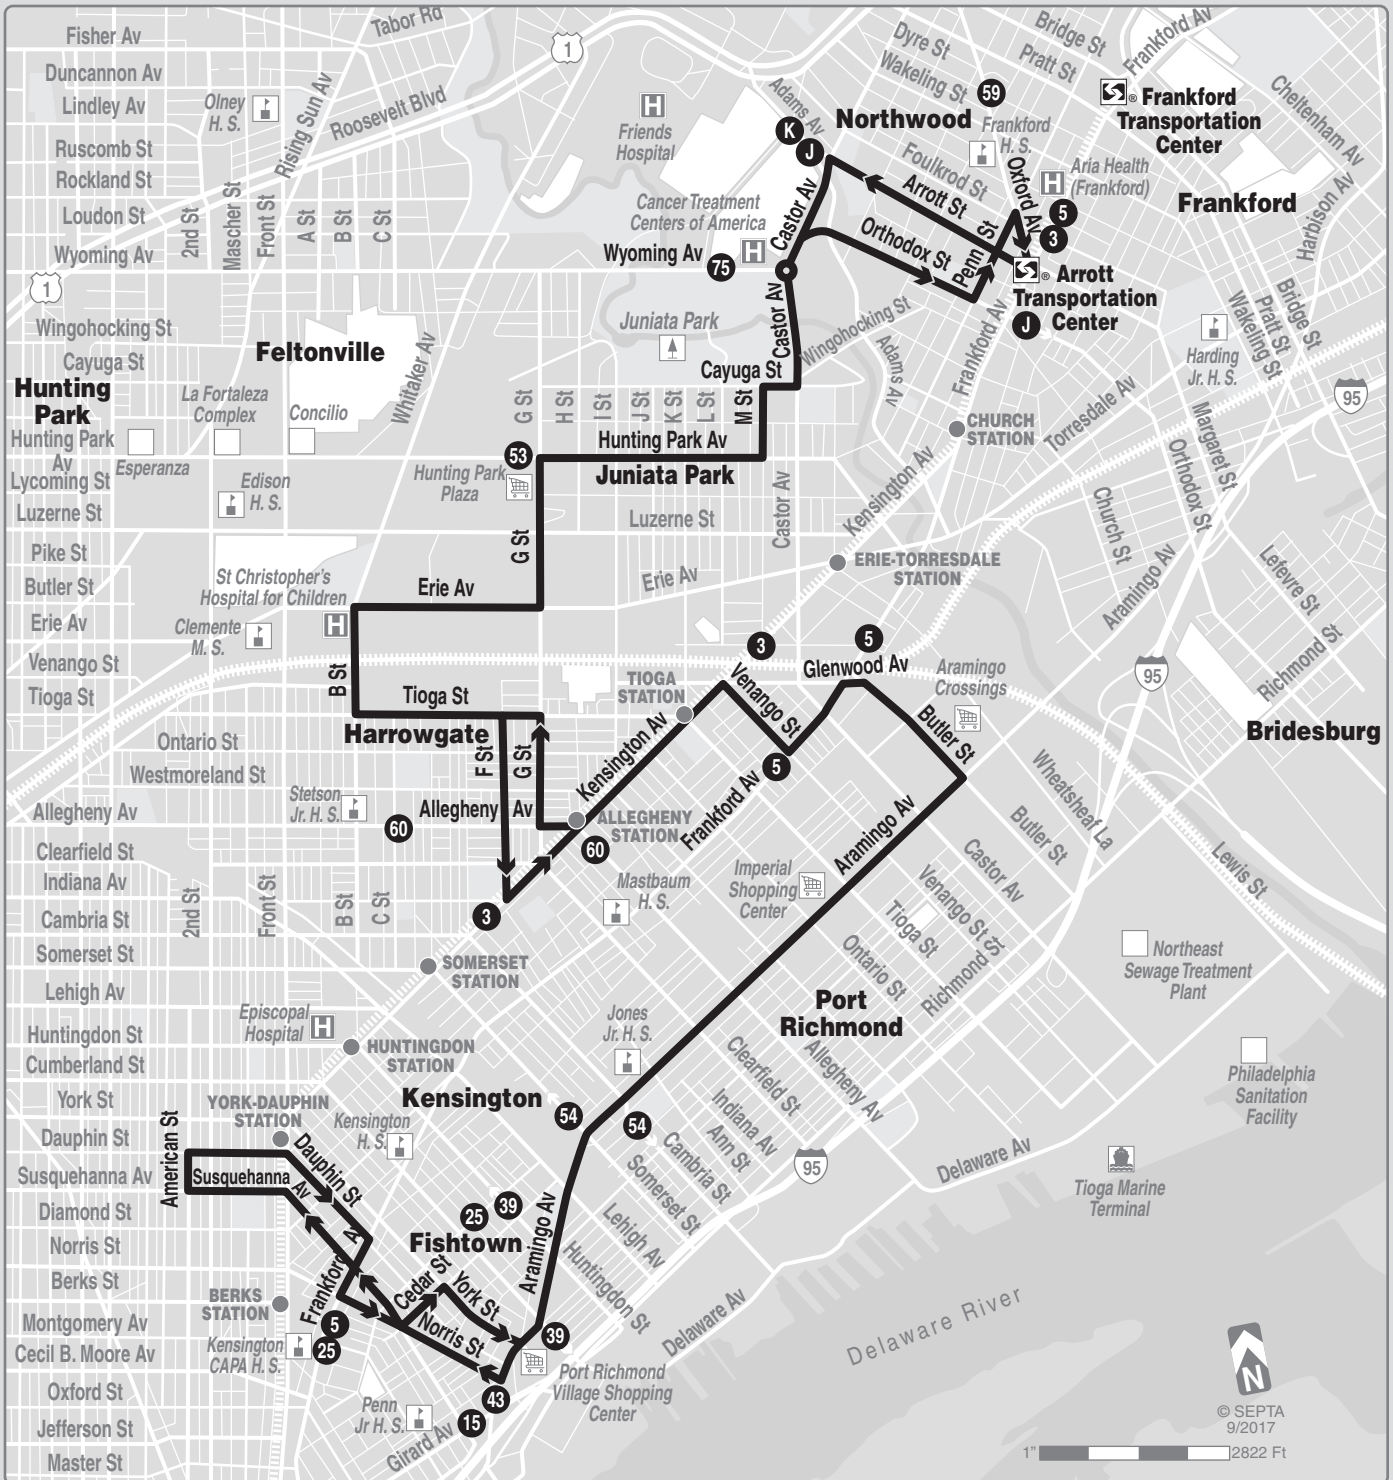 Fisher Av
Duncannon Av
Lindley Av
Ruscomb St
Rockland St
Loudon St
Wyoming Av
Olney
H. S.
Rising Sun Av
Roosevelt Blvd
Tabor Rd
1
2nd St
Mascher St
Front St
A St
B St
C St
1
Wingohocking St
Cayuga St
Hunting
Park
Hunting Park
Av
Lycoming St
Luzerne St
Pike St
Butler St
Erie Av
Venango St
Tioga St
Feltonville
Whitaker Av
La Fortaleza
Complex
Concilio
Esperanza
Edison
H. S.
St Christopher's
Hospital for Children
H
Clemente
M. S.
Friends
Hospital
H
Cancer Treatment
Centers of America
H
Wyoming Av
75
Adams Av
K
J
Castor Av
Castor Av
Northwood
Dyre St
Wakeling St
59
Bridge St
Pratt St
Frankford Av
® Frankford
Transportation
Center
Cheltenham Av
Frankford
H. S.
Foulkrod St
Arrott St
Orthodox St
Penn St
Oxford Av
H
Aria Health
(Frankford)
5
3
Frankford
Harbison Av
® Arrott
Transportation
Center
J
Juniata Park
Wingohocking St
Adams Av
Frankford Av
Cayuga St
M St
G St
H St
I St
J St
K St
L St
Hunting Park Av
Juniata Park
53
Hunting Park
Plaza
Luzerne St
Castor Av
Kensington Av
CHURCH
STATION
Torresdale Av
Harding
Jr. H. S.
Bridge St
Pratt St
Wakeling St
Margaret St
Orthodox St
Church St
95
G St
Erie Av
Erie Av
ERIE-TORRESDALE
STATION
Aramingo Av
Lefevre St
Richmond St
95
Bridesburg
B St
Tioga St
Harrowgate
F St
G St
TIOGA
STATION
3
5
Venango St
Glenwood Av
Aramingo
Crossings
Butler St
Kensington Av
5
Frankford Av
Ontario St
Westmoreland St
Stetson
Jr. H. S.
Allegheny Av
60
Allegheny
Av
ALLEGHENY
STATION
60
Aramingo Av
Wheatsheaf La
Butler St
Lewis St
Clearfield St
Indiana Av
Cambria St
Somerset St
Lehigh Av
2nd St
Front St
B St
C St
3
Mastbaum
H. S.
Imperial
Shopping
Center
Castor Av
Venango St
Tioga St
Ontario St
Richmond St
SOMERSET
STATION
Northeast
Sewage Treatment
Plant
Episcopal
Hospital
H
Huntingdon St
Cumberland St
York St
Dauphin St
Susquehanna Av
Diamond St
Norris St
Berks St
Montgomery Av
Cecil B. Moore Av
Oxford St
Jefferson St
Master St
HUNTINGDON
STATION
Jones
Jr. H. S.
Port
Richmond
Kensington
54
54
Clearfield St
Allegheny Av
Indiana Av
Ann St
Cambria St
Somerset St
Lehigh Av
Huntingdon St
95
Delaware Av
Philadelphia
Sanitation
Facility
Tioga Marine
Terminal
YORK-DAUPHIN
STATION
Kensington
H. S.
American St
Susquehanna
Av
Dauphin St
25
39
Fishtown
Aramingo Av
Frankford Av
Cedar St
York St
Norris St
BERKS
STATION
5
Kensington
CAPA H. S.
25
39
Port Richmond
Village Shopping
Center
43
15
Penn
Jr H. S.
Girard Av
Delaware Av
Delaware River
N
© SEPTA
9/2017
1" 2822 Ft